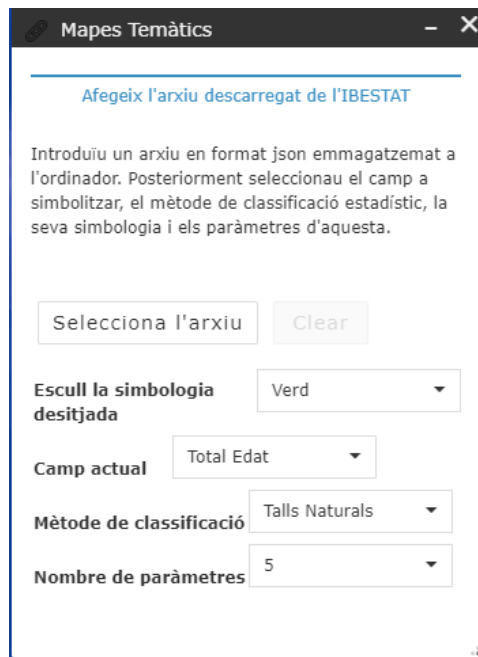 Mapes Temàtics
Afegeix l'arxiu descarregat de l'IBESTAT
Introduïu un arxiu en format json emmagatzemat a
l'ordinador. Posteriorment seleccionau el camp a
simbolitzar, el mètode de classificació estadístic, la
seva simbologia i els paràmetres d'aquesta.
Selecciona l'arxiu Clear
Escull la simbologia
desitjada
Verd
Camp actual Total Edat
Mètode de classificació Talls Naturals
Nombre de paràmetres 5